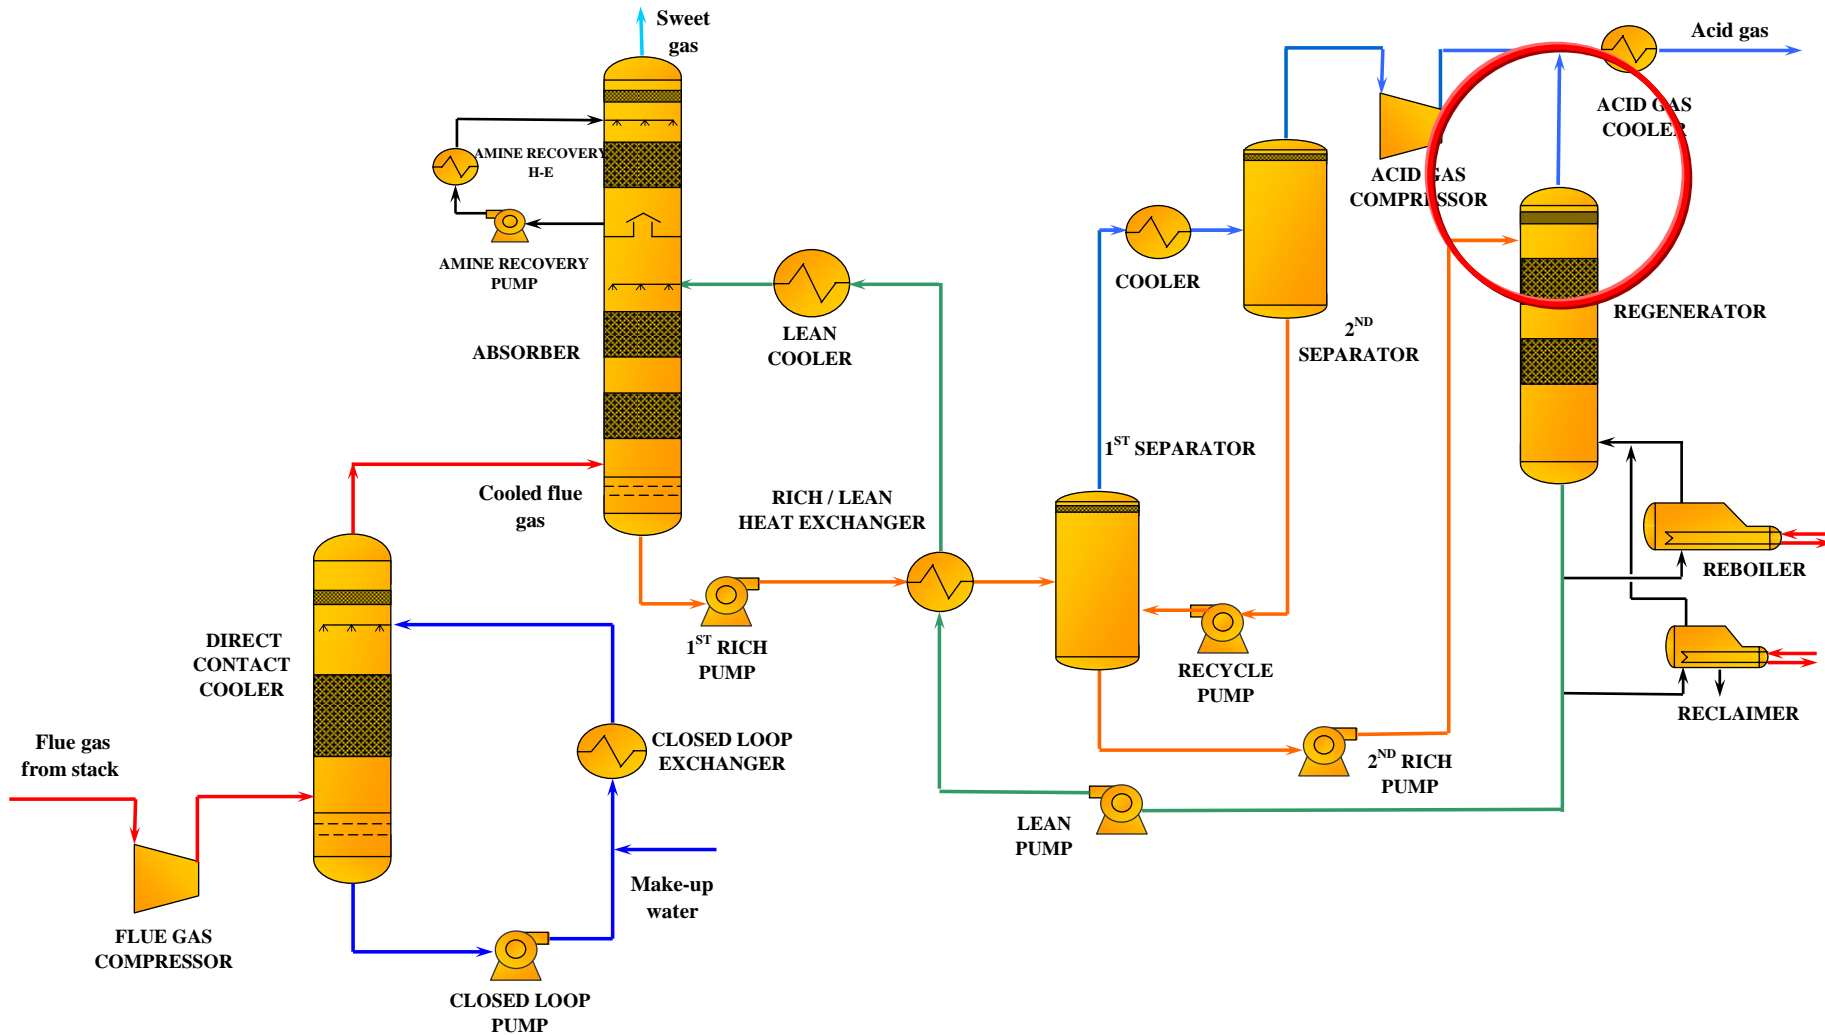 Sweet
gas
Acid gas
ACID GAS
COOLER
AMINE RECOVERY
H-E
ACID GAS
COMPRESSOR
AMINE RECOVERY
PUMP
COOLER
REGENERATOR
LEAN
COOLER
2ND
SEPARATOR
ABSORBER
1ST SEPARATOR
Cooled flue
gas
RICH / LEAN
HEAT EXCHANGER
REBOILER
DIRECT
CONTACT
COOLER
1ST RICH
PUMP
RECYCLE
PUMP
RECLAIMER
Flue gas
from stack
CLOSED LOOP
EXCHANGER
2ND RICH
PUMP
LEAN
PUMP
Make-up
water
FLUE GAS
COMPRESSOR
CLOSED LOOP
PUMP